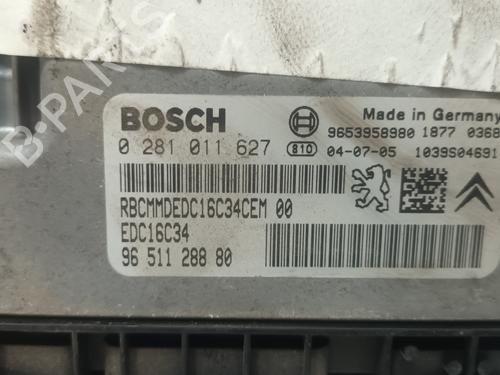 B-PARTS
BOSCH
Made in Germany
9653958980 1877 0368
0 281 011 627
810
04-07-05 1039S04691
RBCMMDEDC16C34CEM 00
EDC16C34
96 511 288 80